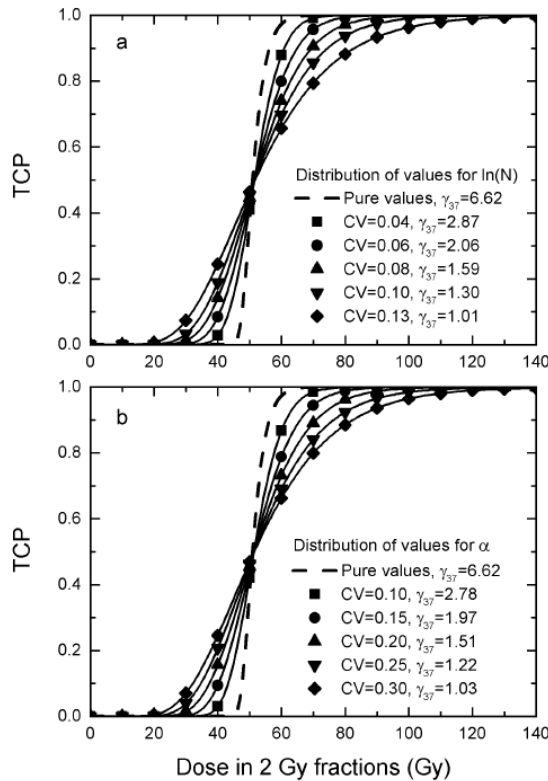 1.0
a
0.8
0.6
TCP
Distribution of values for ln(N)
Pure values, γ₃₇=6.62
0.4
CV=0.04, γ₃₇=2.87
CV=0.06, γ₃₇=2.06
CV=0.08, γ₃₇=1.59
0.2
CV=0.10, γ₃₇=1.30
CV=0.13, γ₃₇=1.01
0.0
0 20 40 60 80 100 120 140
1.0
b
0.8
0.6
TCP
Distribution of values for α
Pure values, γ₃₇=6.62
0.4
CV=0.10, γ₃₇=2.78
CV=0.15, γ₃₇=1.97
CV=0.20, γ₃₇=1.51
0.2
CV=0.25, γ₃₇=1.22
CV=0.30, γ₃₇=1.03
0.0
0 20 40 60 80 100 120 140
Dose in 2 Gy fractions (Gy)